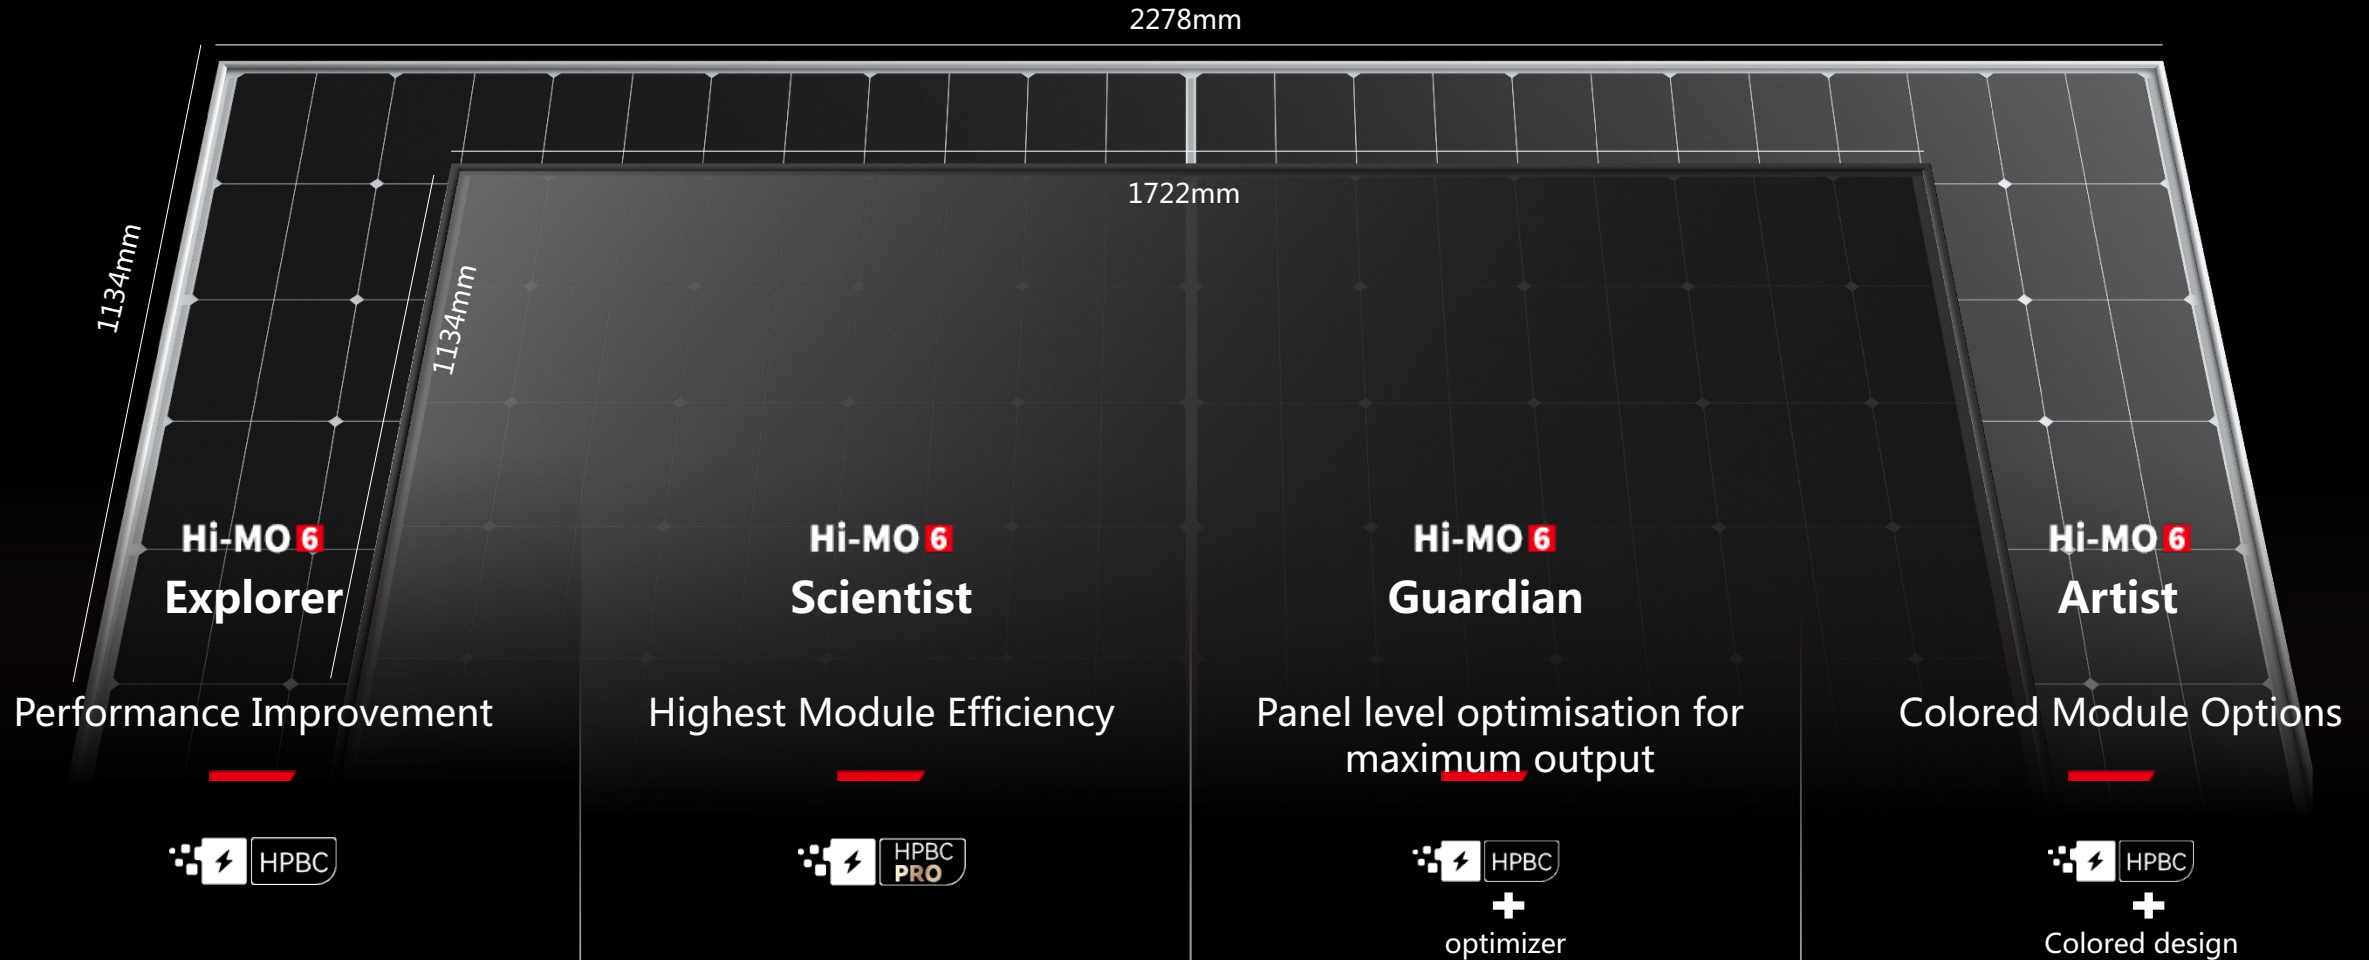 2278mm
1134mm
1722mm
1134mm
Hi-MO 6
Explorer
Performance Improvement
HPBC
Hi-MO 6
Scientist
Highest Module Efficiency
HPBC
PRO
Hi-MO 6
Guardian
Panel level optimisation for
maximum output
HPBC
+
optimizer
Hi-MO 6
Artist
Colored Module Options
HPBC
+
Colored design